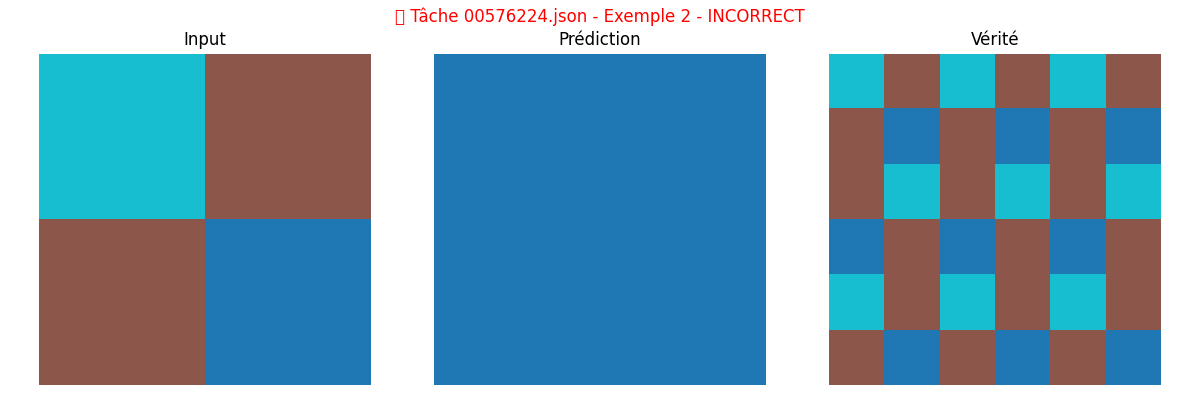 Tâche 00576224.json - Exemple 2 - INCORRECT
Input
Prédiction
Vérité